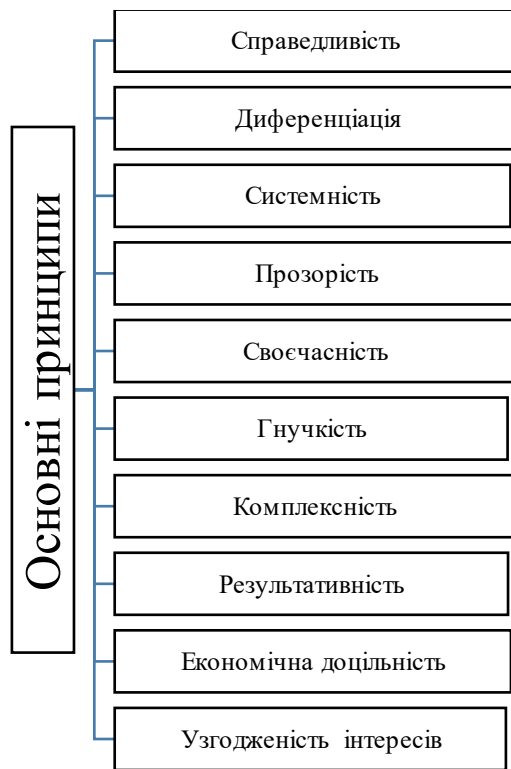 Основні принципи
Справедливість
Диференціація
Системність
Прозорість
Своєчасність
Гнучкість
Комплексність
Результативність
Економічна доцільність
Узгодженість інтересів